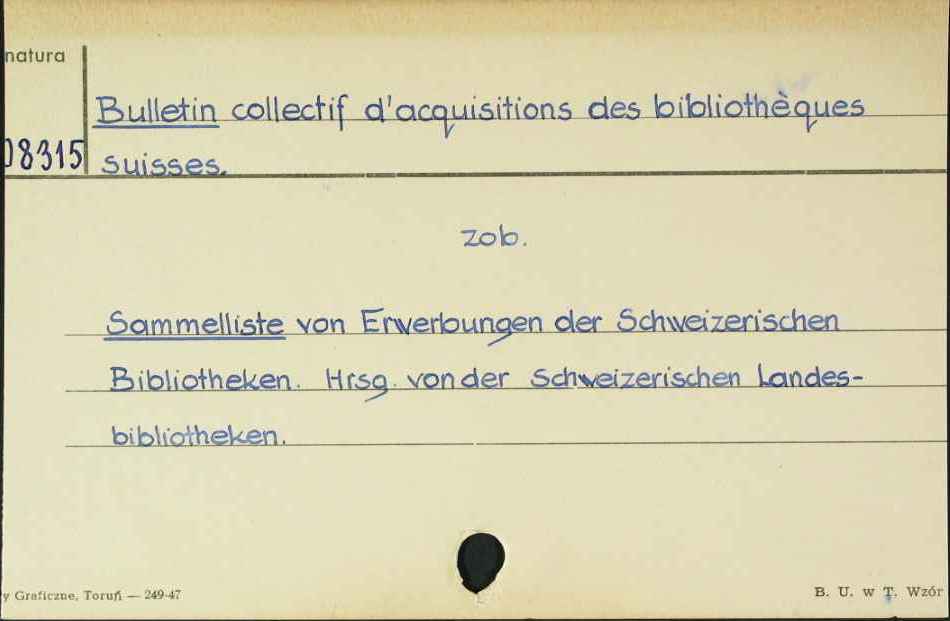 natura
Bulletin collectif d'acquisitions des bibliothèques
08315 suisses.
zob.
Sammelliste von Erwerbungen der Schweizerischen
Bibliotheken. Hrsg. von der Schweizerischen Landes-
bibliotheken.
y Graficzne, Toruń — 249-47 B. U. w T. Wzór